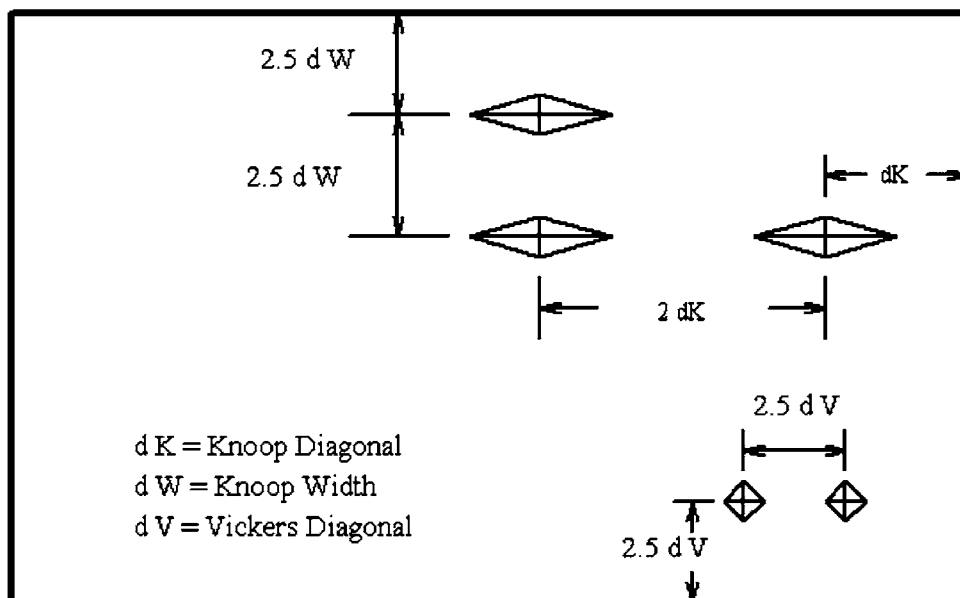 2.5 d W
2.5 d W
dK
2 dK
2.5 d V
d K = Knoop Diagonal
d W = Knoop Width
d V = Vickers Diagonal
2.5 d V